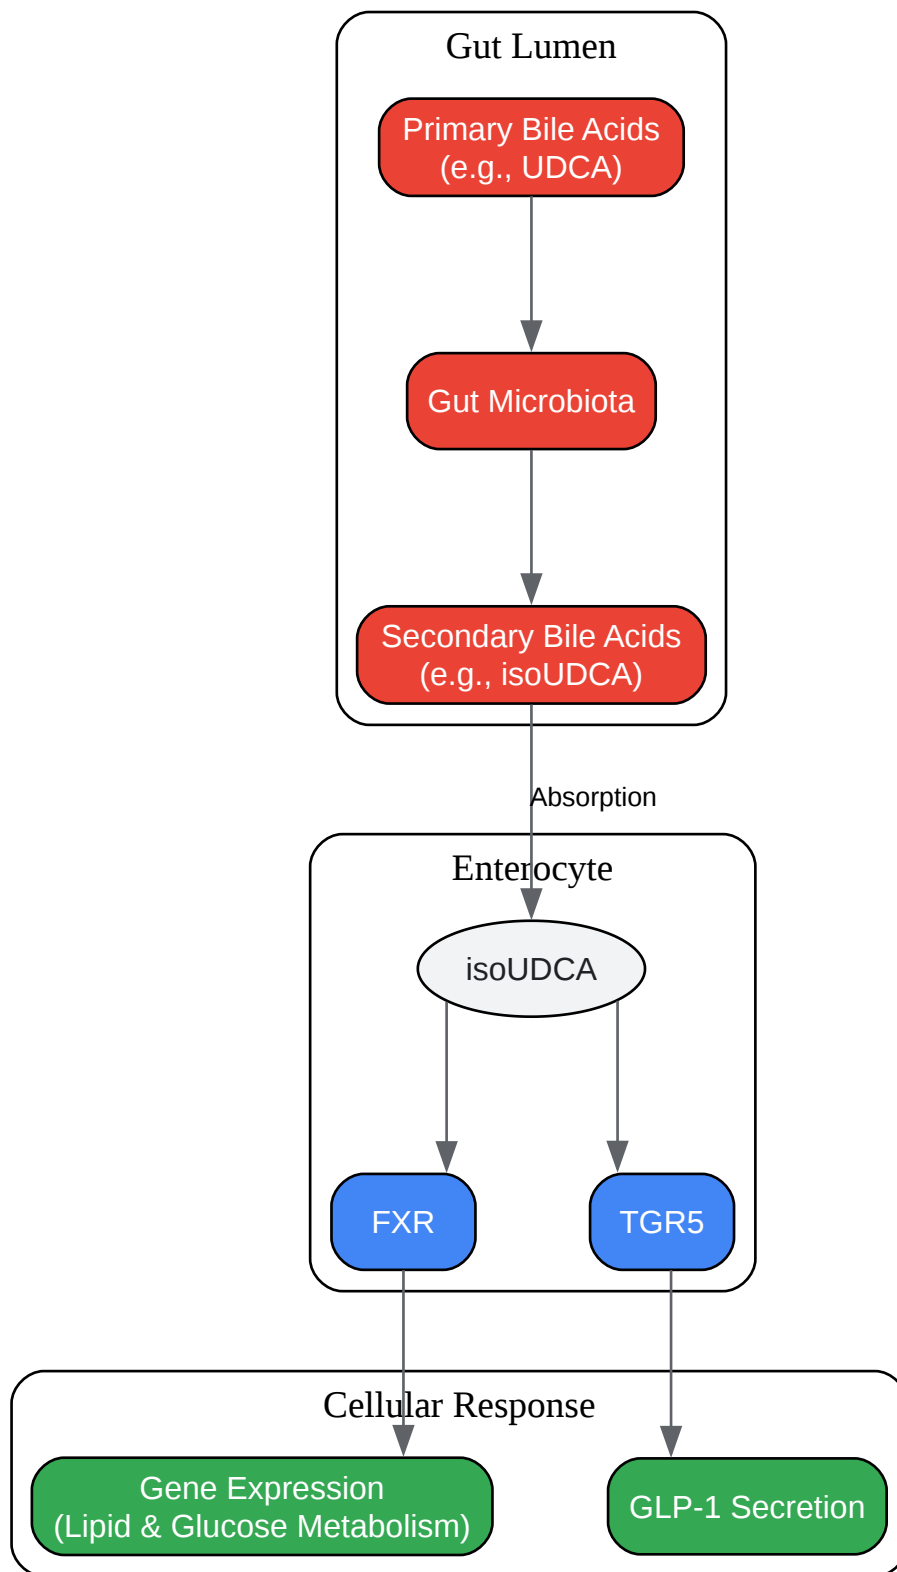 Gut Lumen
Primary Bile Acids
(e.g., UDCA)
Gut Microbiota
Secondary Bile Acids
(e.g., isoUDCA)
Absorption
Enterocyte
isoUDCA
FXR
TGR5
Cellular Response
Gene Expression
(Lipid & Glucose Metabolism)
GLP-1 Secretion